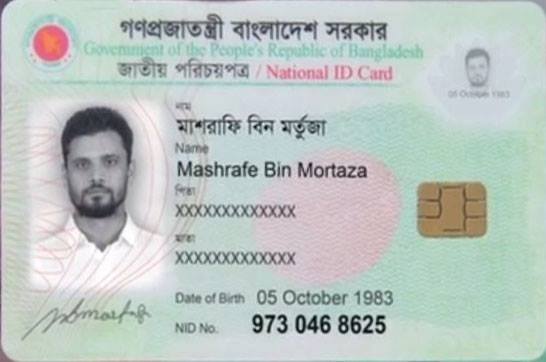 গণপ্রজাতন্ত্রী বাংলাদেশ সরকার
Government of the People's Republic of Bangladesh
জাতীয় পরিচয়পত্র / National ID Card
05 October 1983
নাম
মাশরাফি বিন মর্তুজা
Name
Mashrafe Bin Mortaza
পিতা
XXXXXXXXXXXXX
মাতা
XXXXXXXXXXXXX
Date of Birth 05 October 1983
NID No. 973 046 8625